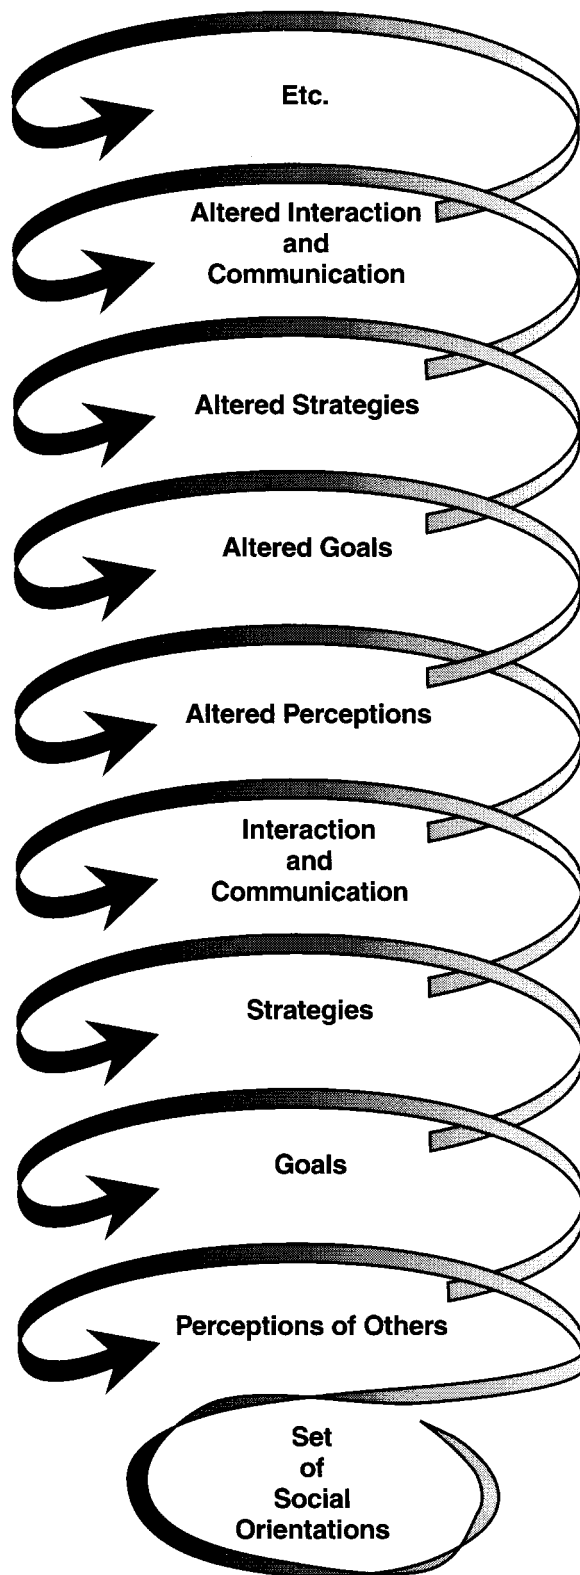 Etc.
Altered Interaction
and
Communication
Altered Strategies
Altered Goals
Altered Perceptions
Interaction
and
Communication
Strategies
Goals
Perceptions of Others
Set
of
Social
Orientations